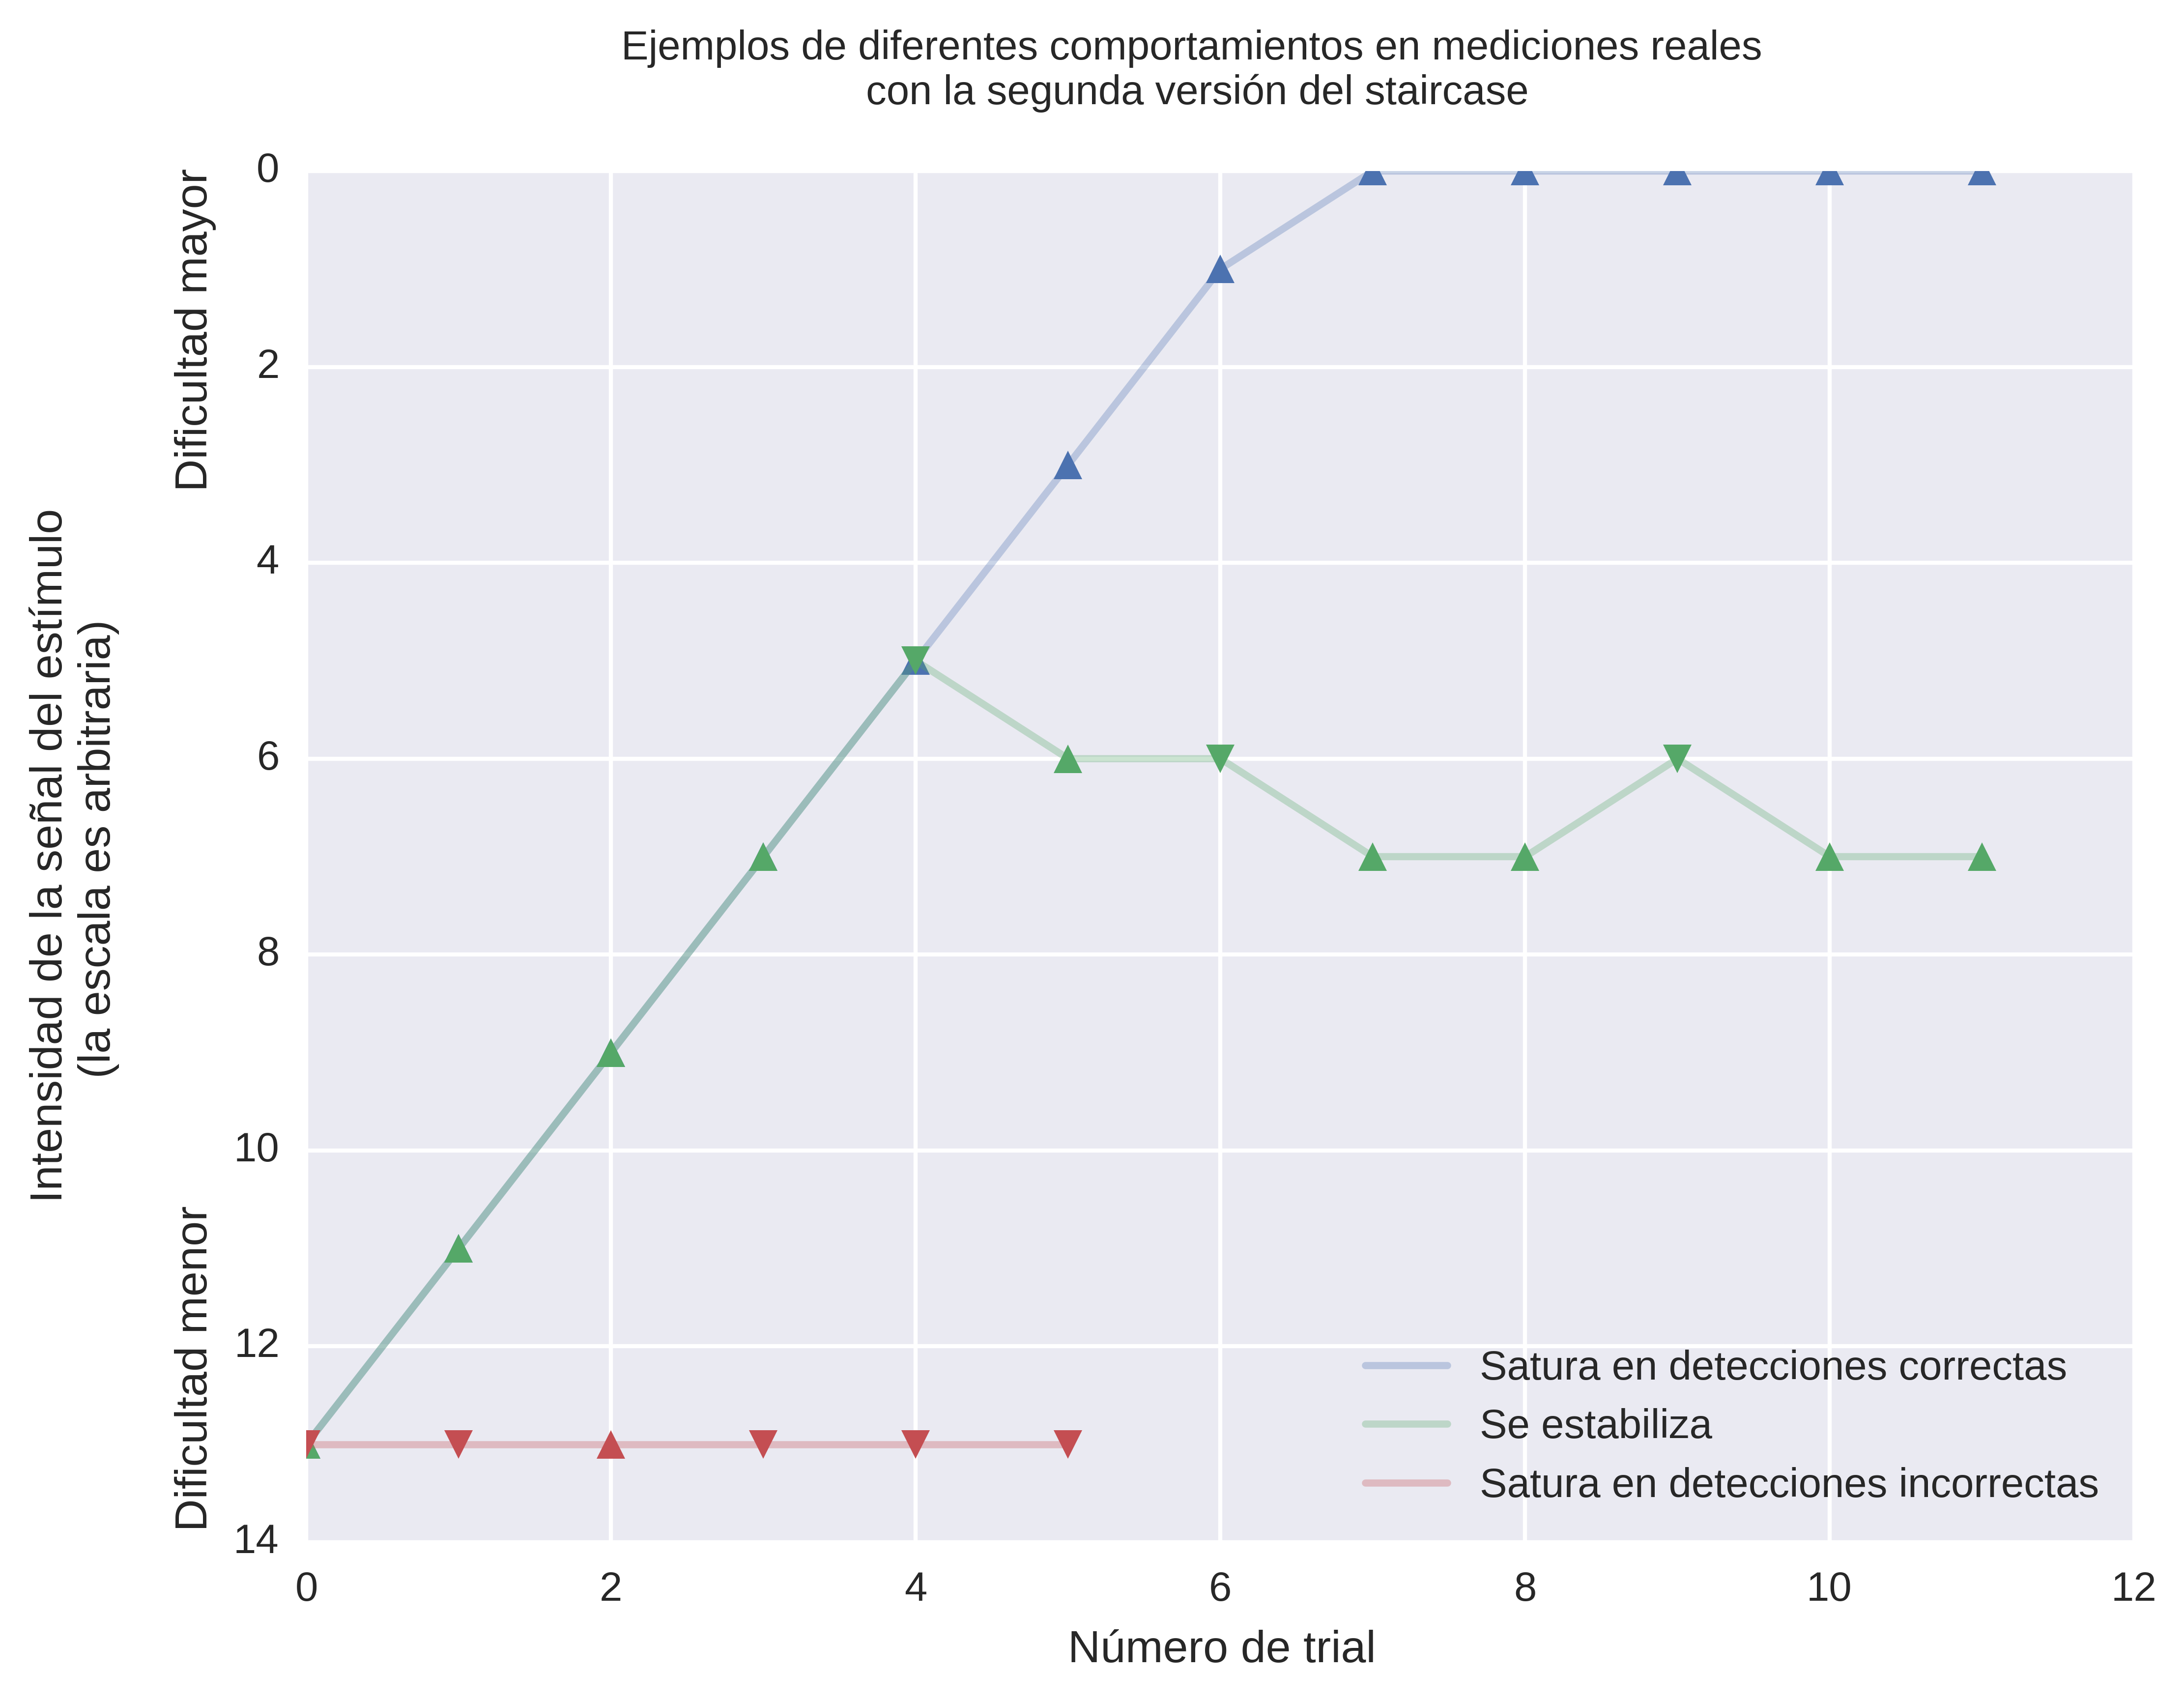 Ejemplos de diferentes comportamientos en mediciones reales
con la segunda versión del staircase
Intensidad de la señal del estímulo
(la escala es arbitraria)
Dificultad mayor
Dificultad menor
0
2
4
6
8
10
12
14
Satura en detecciones correctas
Se estabiliza
Satura en detecciones incorrectas
0 2 4 6 8 10 12
Número de trial